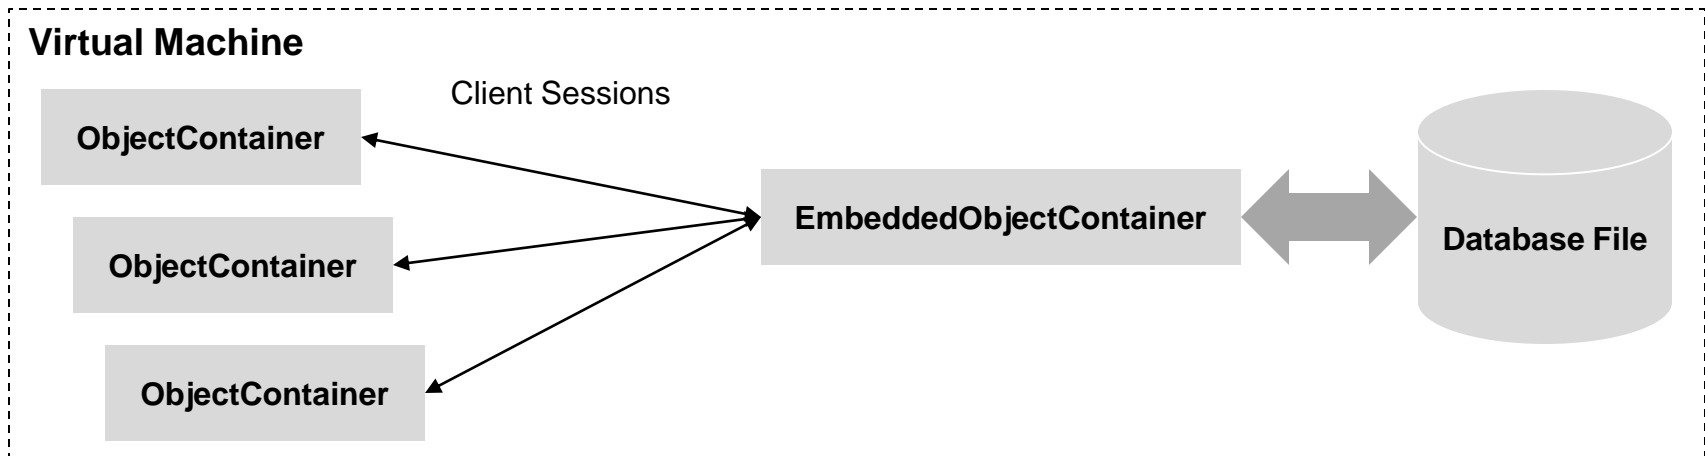 Virtual Machine
Client Sessions
ObjectContainer
ObjectContainer
ObjectContainer
EmbeddedObjectContainer
Database File